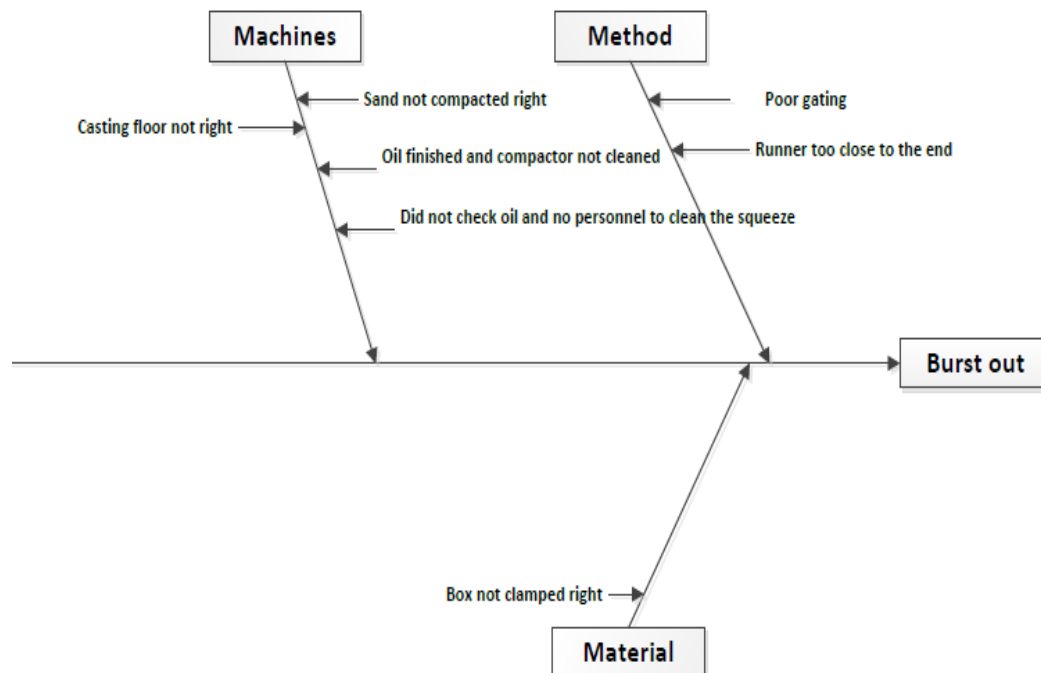 Machines
Method
Sand not compacted right
Poor gating
Casting floor not right
Runner too close to the end
Oil finished and compactor not cleaned
Did not check oil and no personnel to clean the squeeze
Burst out
Box not clamped right
Material